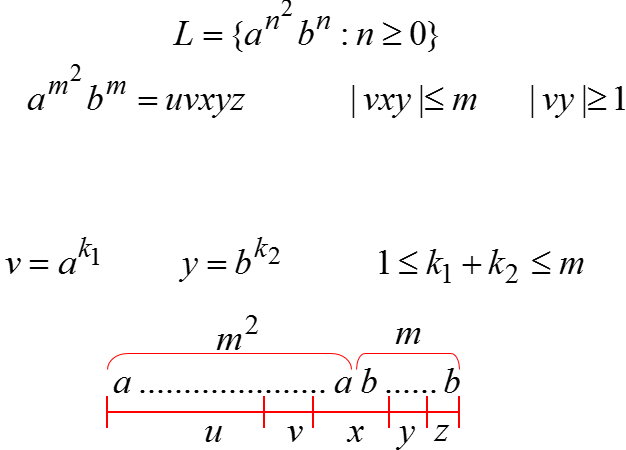 L = {a^{n^2} b^n : n ≥ 0}
a^{m^2} b^m = uvxyz | vxy |≤ m | vy |≥ 1
v = a^{k_1} y = b^{k_2} 1 ≤ k_1 + k_2 ≤ m
m^2 m
a ...................... a b ...... b
u v x y z